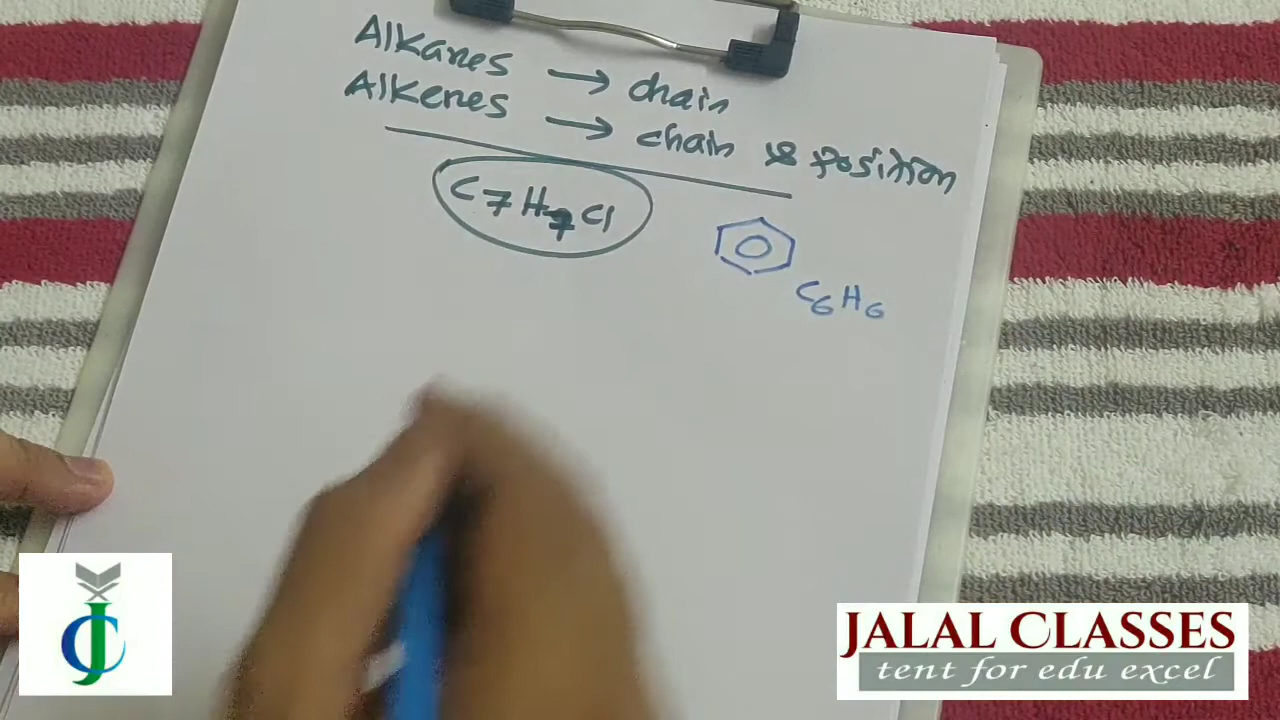 Alkanes → chain
Alkenes → chain & Position
C7H7Cl
C6H6
JALAL CLASSES
tent for edu excel